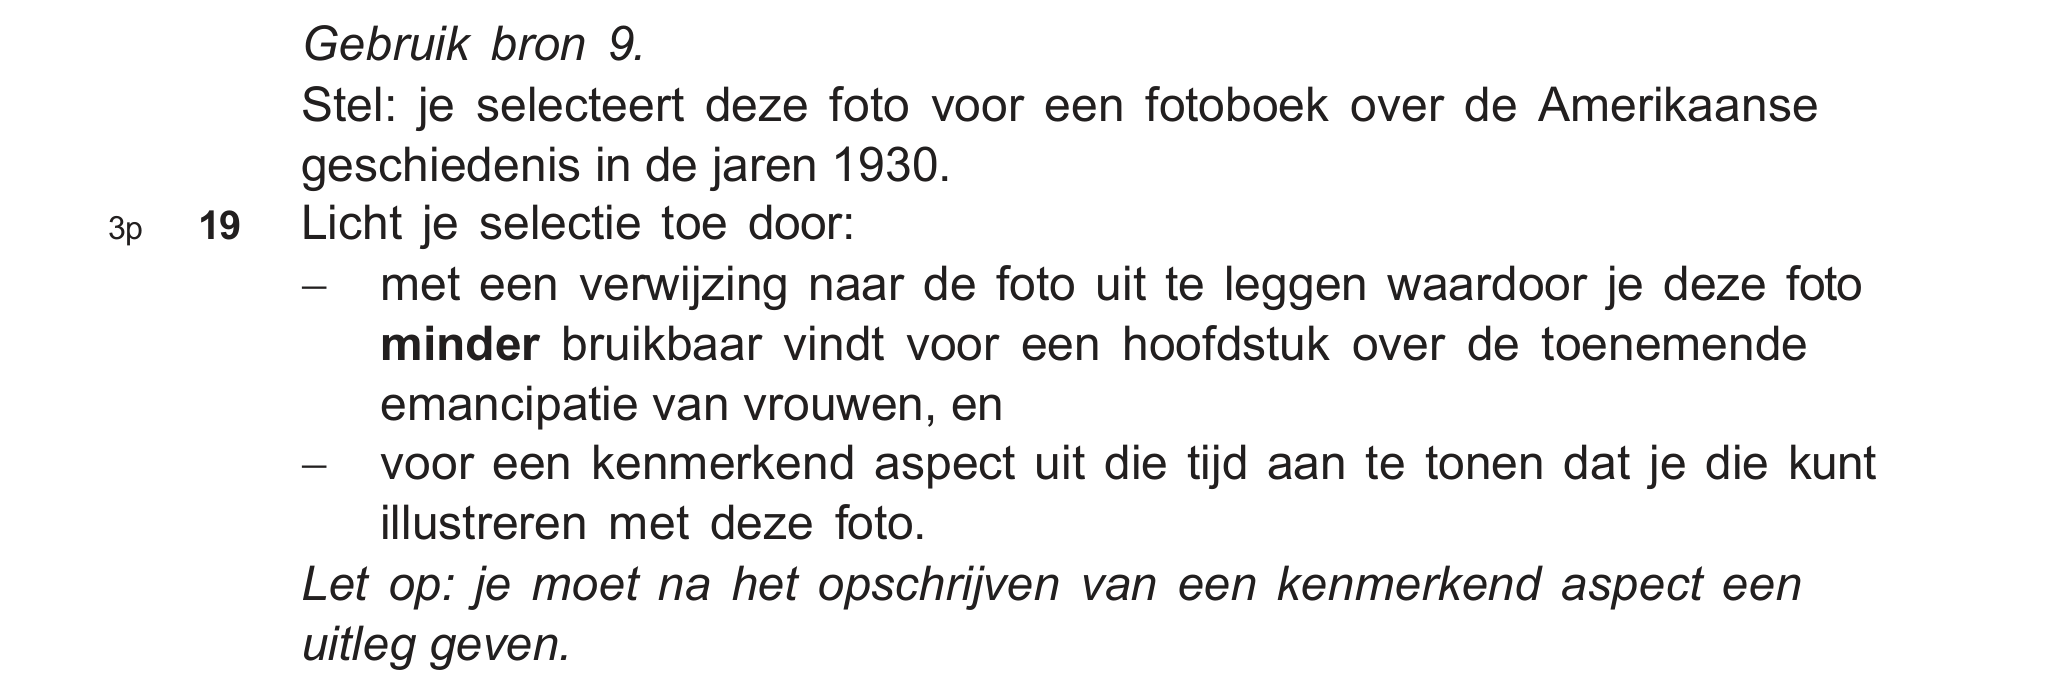 Gebruik bron 9.
Stel: je selecteert deze foto voor een fotoboek over de Amerikaanse
geschiedenis in de jaren 1930.
3p 19 Licht je selectie toe door:
– met een verwijzing naar de foto uit te leggen waardoor je deze foto
minder bruikbaar vindt voor een hoofdstuk over de toenemende
emancipatie van vrouwen, en
– voor een kenmerkend aspect uit die tijd aan te tonen dat je die kunt
illustreren met deze foto.
Let op: je moet na het opschrijven van een kenmerkend aspect een
uitleg geven.